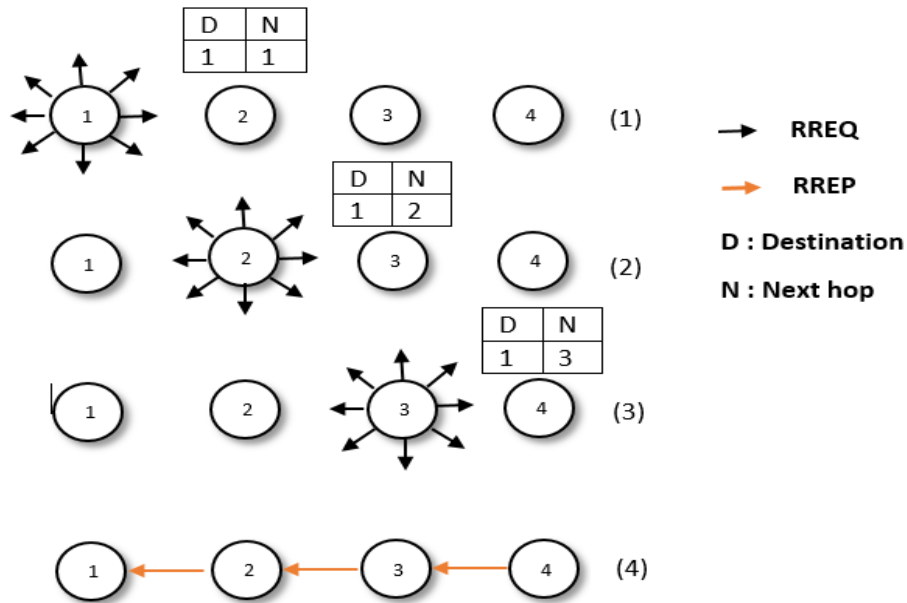 D N
1 1
1 2 3 4 (1)
RREQ
RREP
D : Destination
N : Next hop
D N
1 2
1 2 3 4 (2)
D N
1 3
1 2 3 4 (3)
1 2 3 4 (4)